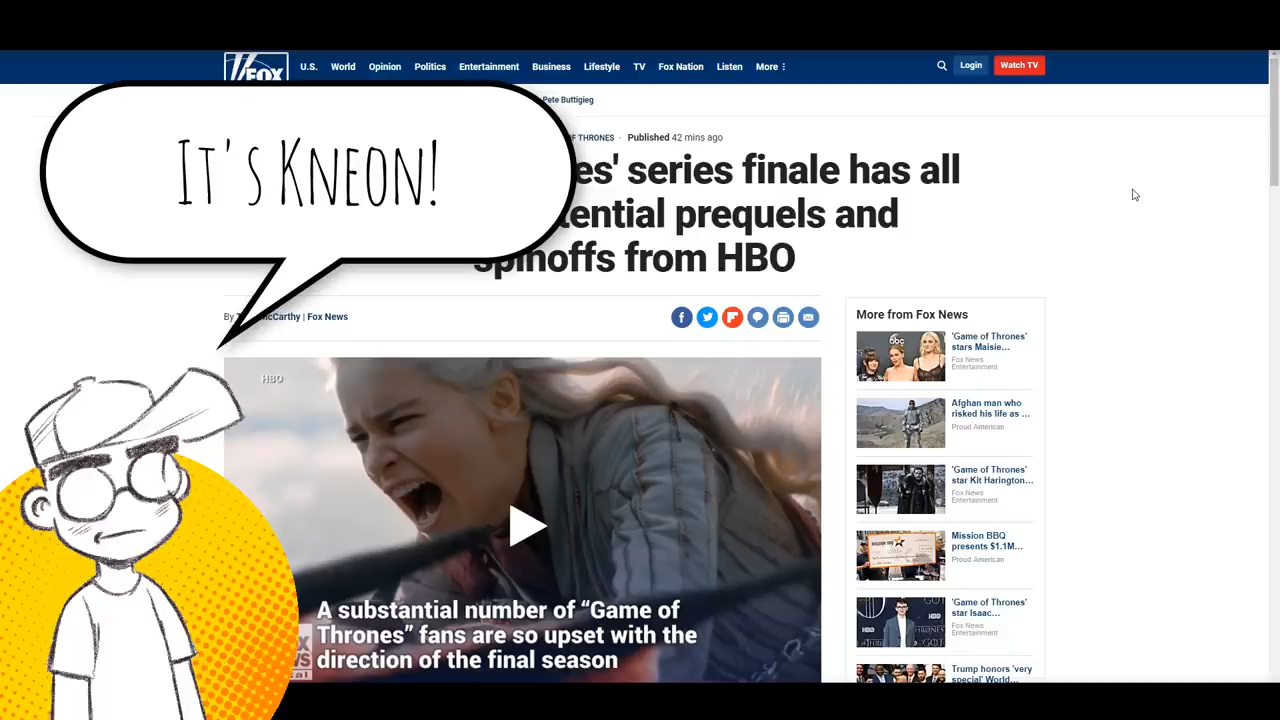 FOX
U.S. World Opinion Politics Entertainment Business Lifestyle TV Fox Nation Listen More Login Watch TV
Pete Buttigieg
It's Kneon!
THRONES · Published 42 mins ago
series finale has all
prequels and
spinoffs from HBO
By McCarthy | Fox News
More from Fox News
'Game of Thrones'
stars Maisie…
Fox News
Entertainment
Afghan man who
risked his life as …
Proud American
'Game of Thrones'
star Kit Harington…
Fox News
Entertainment
Mission BBQ
presents $1.1M…
Proud American
'Game of Thrones'
star Isaac…
Fox News
Entertainment
Trump honors 'very
special' World…
HBO
A substantial number of “Game of
Thrones” fans are so upset with the
direction of the final season